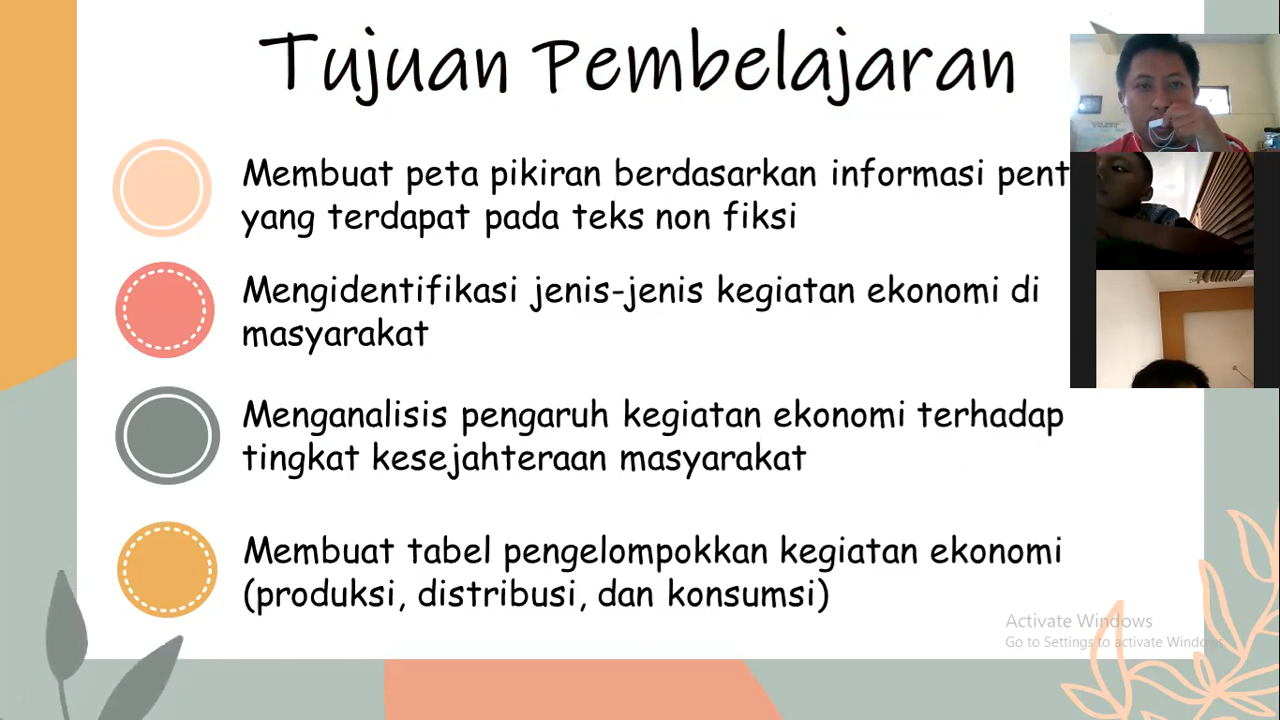 Tujuan Pembelajaran
Membuat peta pikiran berdasarkan informasi pent
yang terdapat pada teks non fiksi
Mengidentifikasi jenis-jenis kegiatan ekonomi di
masyarakat
Menganalisis pengaruh kegiatan ekonomi terhadap
tingkat kesejahteraan masyarakat
Membuat tabel pengelompokkan kegiatan ekonomi
(produksi, distribusi, dan konsumsi)
Activate Windows
Go to Settings to activate Windows